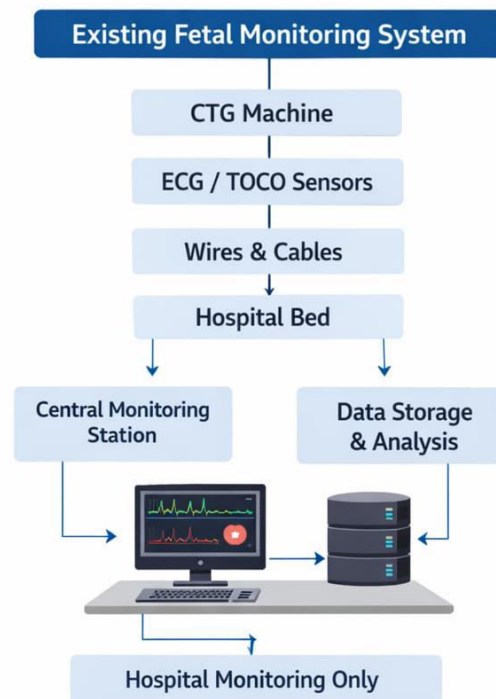 Existing Fetal Monitoring System
CTG Machine
ECG / TOCO Sensors
Wires & Cables
Hospital Bed
Central Monitoring
Station
Data Storage
& Analysis
Hospital Monitoring Only